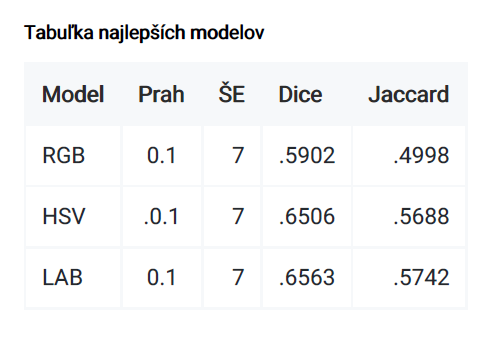 Tabuľka najlepších modelov
Model Prah ŠE Dice Jaccard
RGB 0.1 7 .5902 .4998
HSV .0.1 7 .6506 .5688
LAB 0.1 7 .6563 .5742